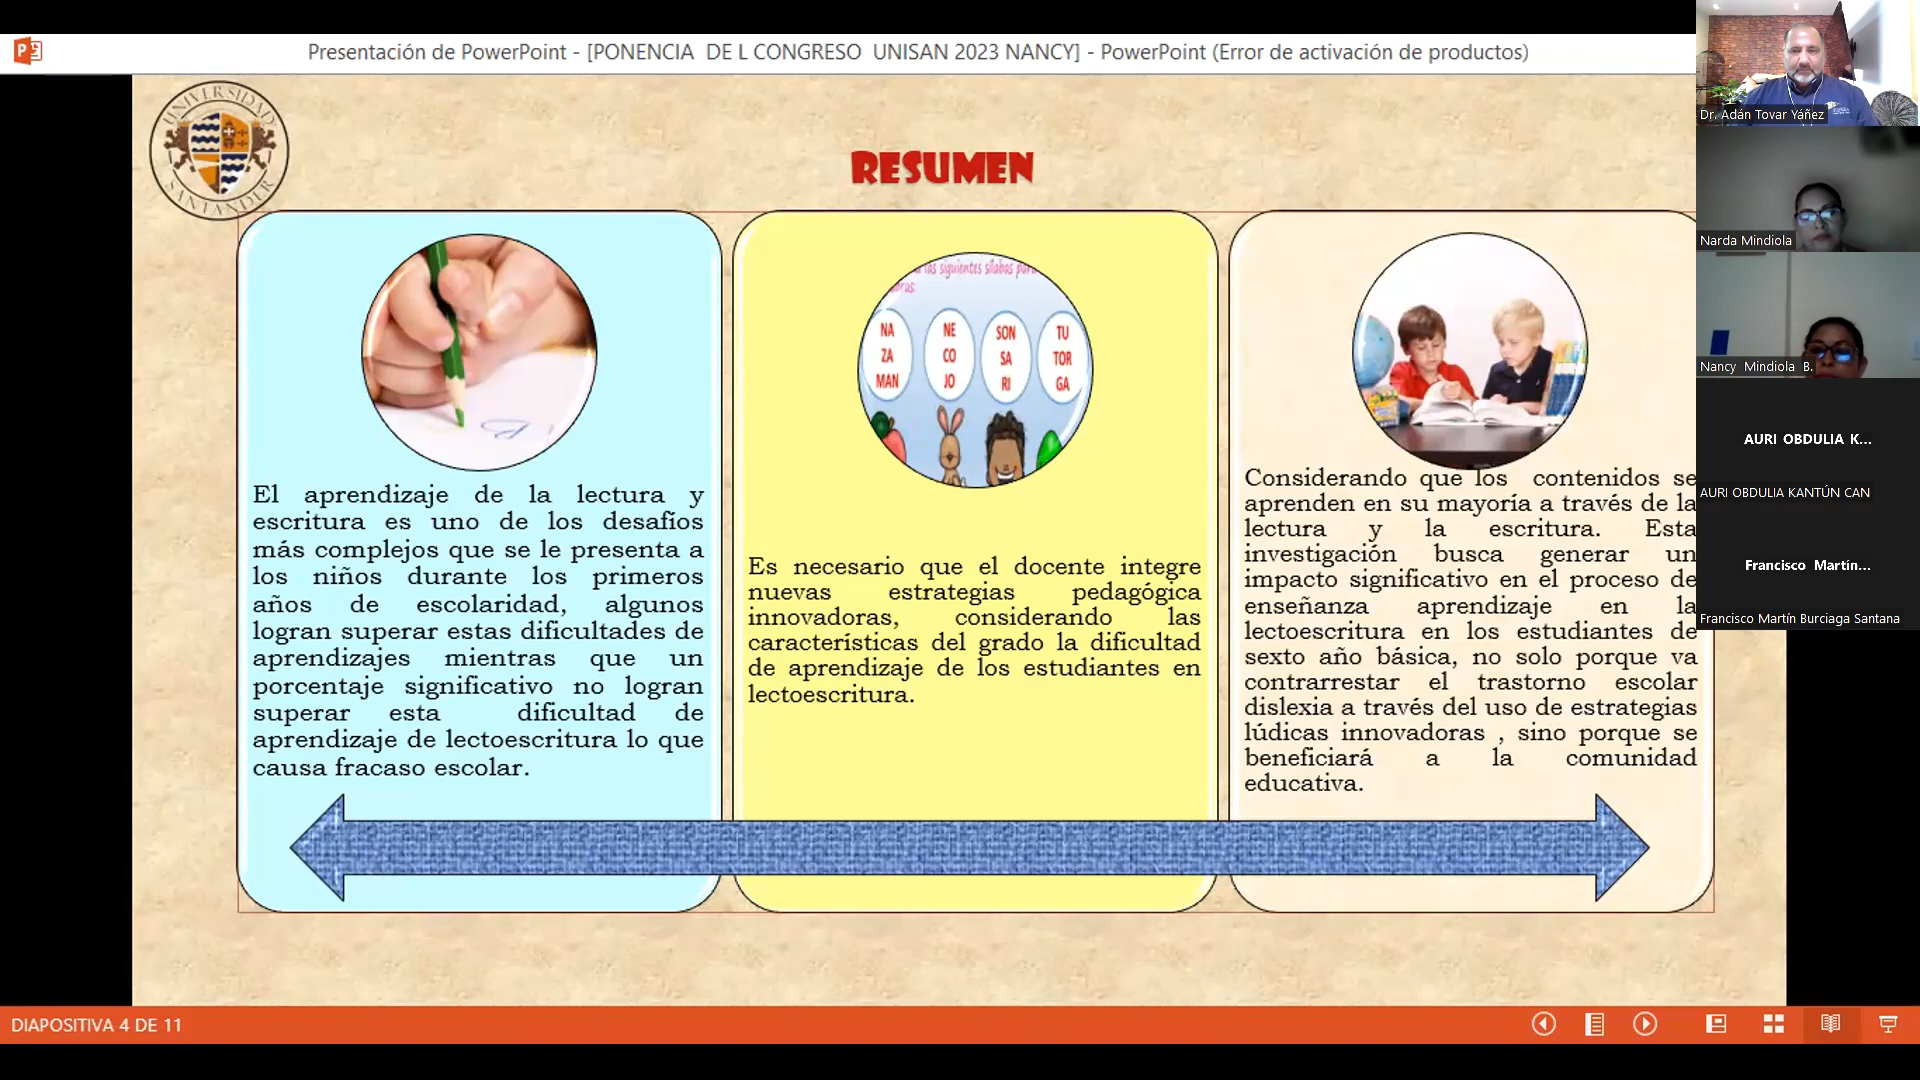 Presentación de PowerPoint - [PONENCIA DE L CONGRESO UNISAN 2023 NANCY] - PowerPoint (Error de activación de productos)
UNIVERSIDAD
SANTANDER
RESUMEN
las siguientes sílabas
NA
ZA
MAN
NE
CO
JO
SON
SA
RI
TU
TOR
GA
El aprendizaje de la lectura y
escritura es uno de los desafíos
más complejos que se le presenta a
los niños durante los primeros
años de escolaridad, algunos
logran superar estas dificultades de
aprendizajes mientras que un
porcentaje significativo no logran
superar esta dificultad de
aprendizaje de lectoescritura lo que
causa fracaso escolar.
Es necesario que el docente integre
nuevas estrategias pedagógica
innovadoras, considerando las
características del grado la dificultad
de aprendizaje de los estudiantes en
lectoescritura.
Considerando que los contenidos se
aprenden en su mayoría a través de la
lectura y la escritura. Esta
investigación busca generar un
impacto significativo en el proceso de
enseñanza aprendizaje en la
lectoescritura en los estudiantes de
sexto año básica, no solo porque va
contrarrestar el trastorno escolar
dislexia a través del uso de estrategias
lúdicas innovadoras , sino porque se
beneficiará a la comunidad
educativa.
Dr. Adán Tovar Yáñez
Narda Mindiola
Nancy Mindiola B.
AURI OBDULIA K...
AURI OBDULIA KANTÚN CAN
Francisco Martín...
Francisco Martín Burciaga Santana
DIAPOSITIVA 4 DE 11